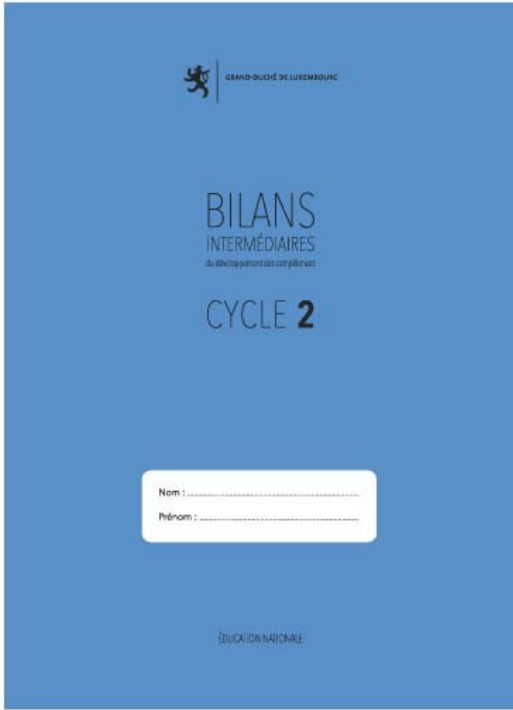 GRAND-DUCHÉ DE LUXEMBOURG
BILANS
INTERMÉDIAIRES
du développement des compétences
CYCLE 2
Nom :
Prénom :
ÉDUCATION NATIONALE